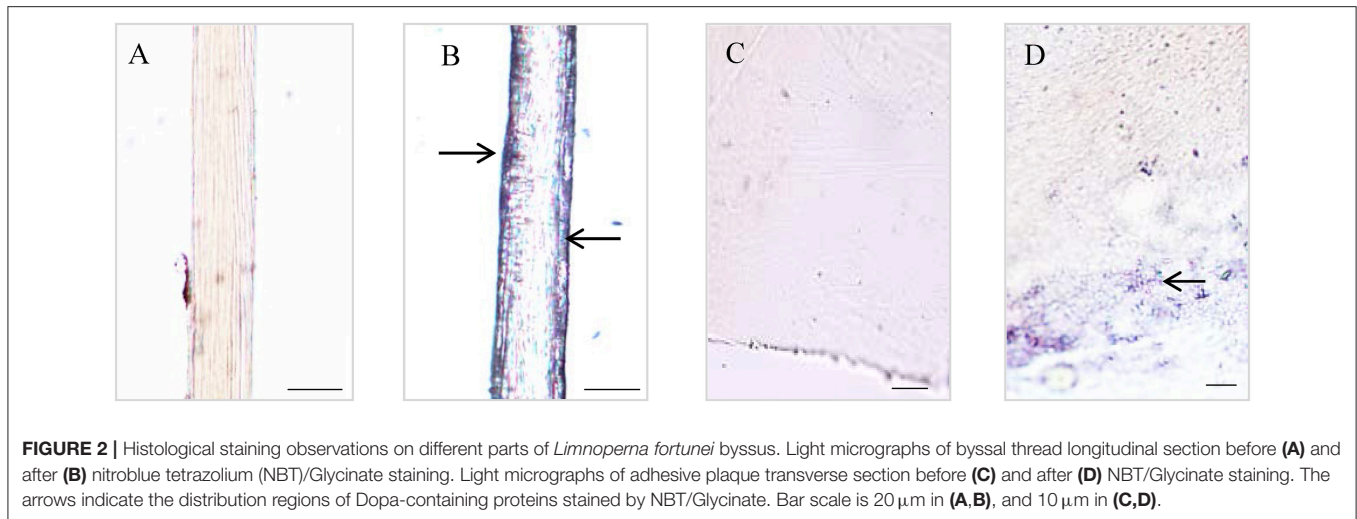 A
B
C
D
FIGURE 2 | Histological staining observations on different parts of Limnoperna fortunei byssus. Light micrographs of byssal thread longitudinal section before (A) and
after (B) nitroblue tetrazolium (NBT)/Glycinate staining. Light micrographs of adhesive plaque transverse section before (C) and after (D) NBT/Glycinate staining. The
arrows indicate the distribution regions of Dopa-containing proteins stained by NBT/Glycinate. Bar scale is 20 μm in (A,B), and 10 μm in (C,D).